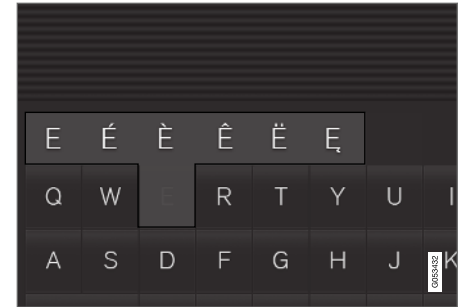 E É È Ê Ë Ę
Q W E R T Y U I
A S D F G H J K
G053432